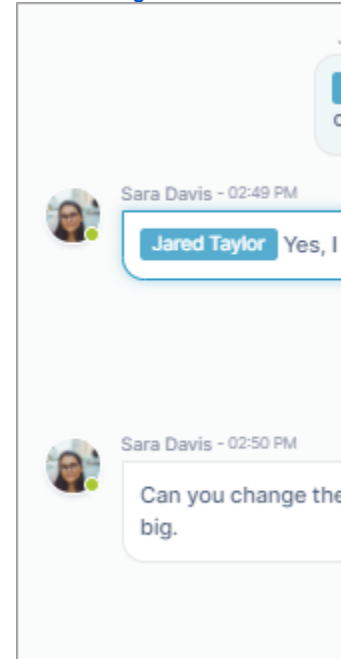 Sara Davis - 02:49 PM
Jared Taylor Yes, I
Sara Davis - 02:50 PM
Can you change the
big.